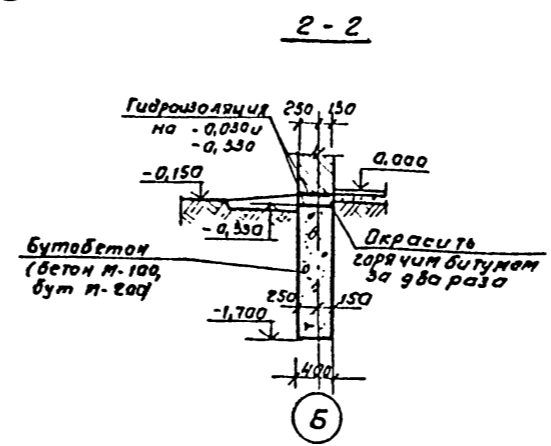 2 - 2
Гидроизоляция
на - 0,030 и
- 0,330
250
130
0,000
-0,150
-0,330
Бутобетон
(бетон М-100,
бут М-200)
Окрасить
горячим битумом
за два раза
250
150
-1,700
400
Б